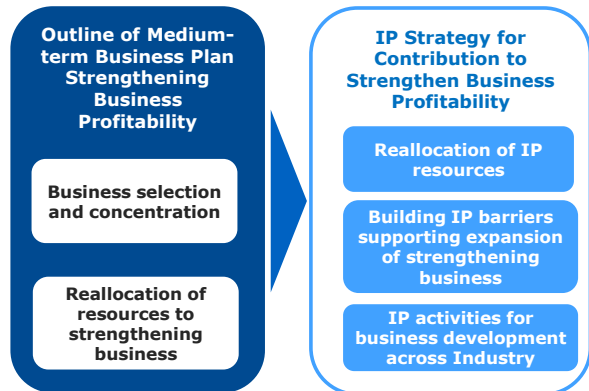 Outline of Medium-
term Business Plan
Strengthening
Business
Profitability
Business selection
and concentration
Reallocation of
resources to
strengthening
business
IP Strategy for
Contribution to
Strengthen Business
Profitability
Reallocation of IP
resources
Building IP barriers
supporting expansion
of strengthening
business
IP activities for
business development
across Industry